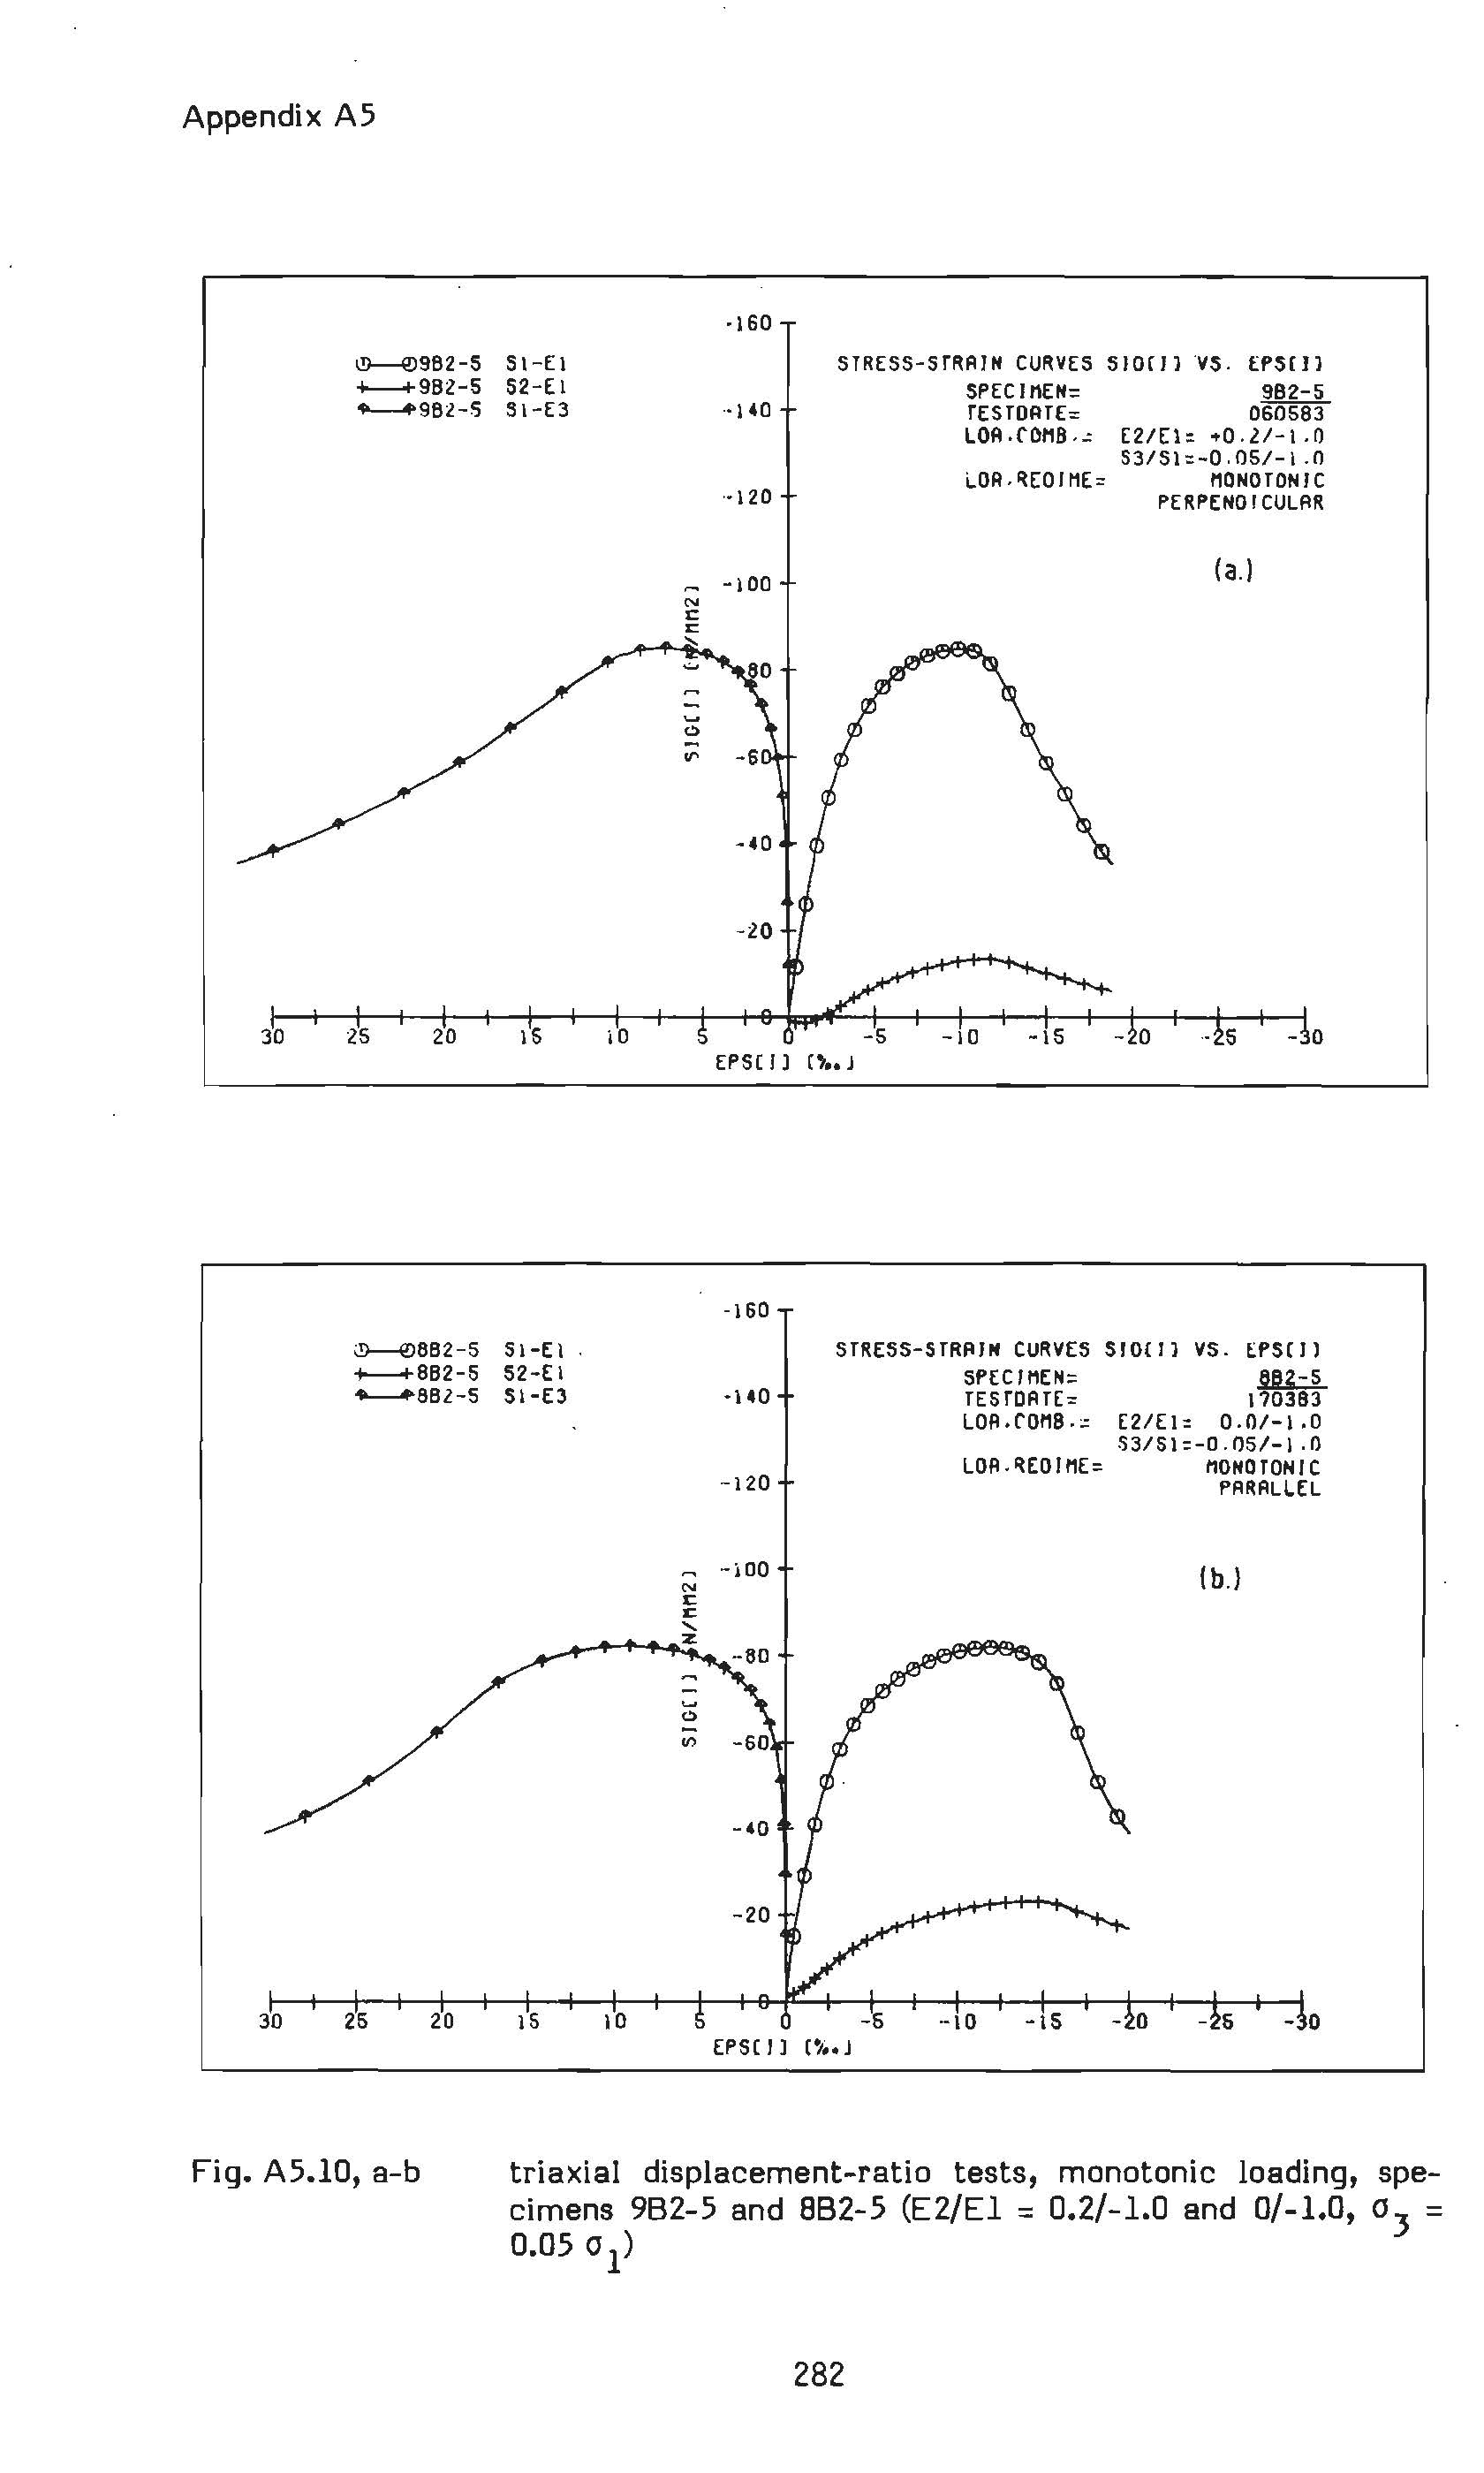 Appendix A5
-160
9B2-5 S1-E1
9B2-5 S2-E1
9B2-5 S1-E3
STRESS-STRAIN CURVES SIG[I] VS. EPS[I]
SPECIMEN= 9B2-5
TESTDATE= 060583
LOA.COMB.= E2/E1= +0.2/-1.0
S3/S1=-0.05/-1.0
LOA.REGIME= MONOTONIC
PERPENDICULAR
(a.)
-140
-120
-100
-80
-60
-40
-20
0
SIG[I] [N/MM2]
30 25 20 15 10 5 0 -5 -10 -15 -20 -25 -30
EPS[I] [‰]
-160
8B2-5 S1-E1
8B2-5 S2-E1
8B2-5 S1-E3
STRESS-STRAIN CURVES SIG[I] VS. EPS[I]
SPECIMEN= 8B2-5
TESTDATE= 170383
LOA.COMB.= E2/E1= 0.0/-1.0
S3/S1=-0.05/-1.0
LOA.REGIME= MONOTONIC
PARALLEL
(b.)
-140
-120
-100
-80
-60
-40
-20
0
SIG[I] [N/MM2]
30 25 20 15 10 5 0 -5 -10 -15 -20 -25 -30
EPS[I] [‰]
Fig. A5.10, a-b triaxial displacement-ratio tests, monotonic loading, spe-
cimens 9B2-5 and 8B2-5 (E2/E1 = 0.2/-1.0 and 0/-1.0, σ3 =
0.05 σ1)
282